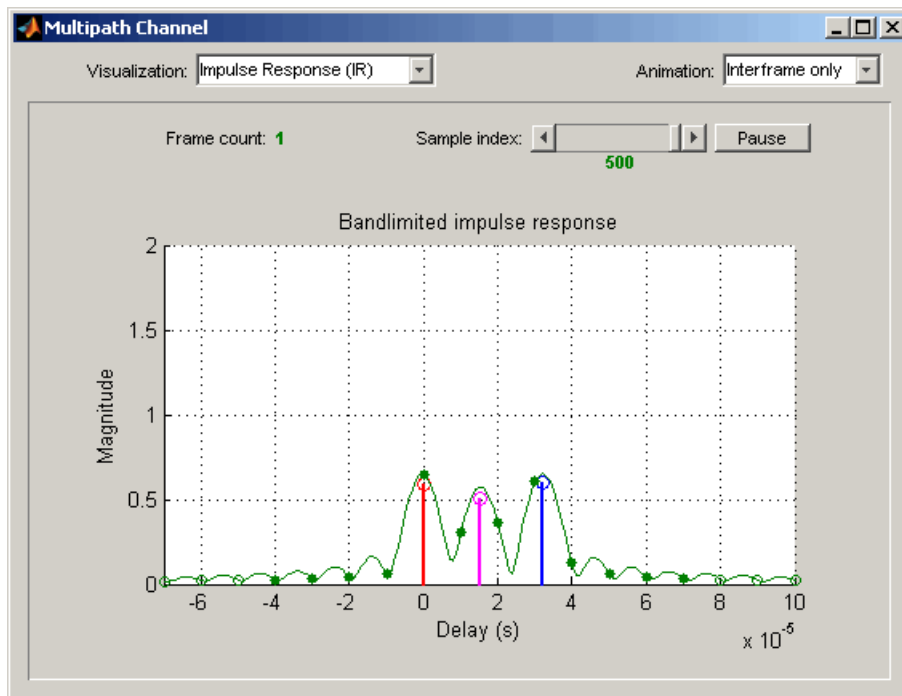 Multipath Channel
Visualization: Impulse Response (IR) Animation: Interframe only
Frame count: 1 Sample index: Pause
500
Bandlimited impulse response
2
1.5
1
0.5
0
Magnitude
-6 -4 -2 0 2 4 6 8 10
Delay (s)
x 10-5